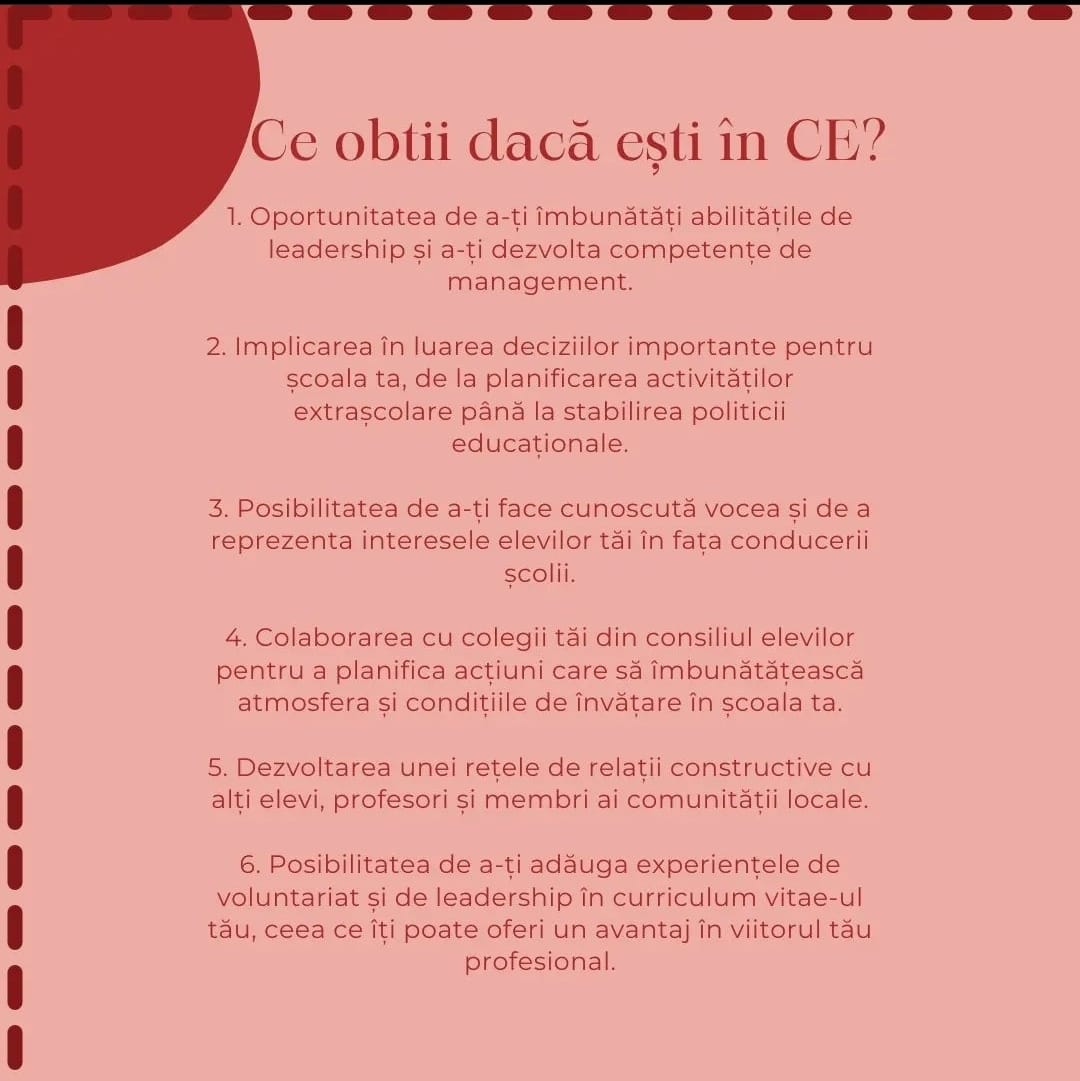 Ce obtii dacă ești în CE?
1. Oportunitatea de a-ți îmbunătăți abilitățile de
leadership și a-ți dezvolta competențe de
management.
2. Implicarea în luarea deciziilor importante pentru
școala ta, de la planificarea activităților
extrașcolare până la stabilirea politicii
educaționale.
3. Posibilitatea de a-ți face cunoscută vocea și de a
reprezenta interesele elevilor tăi în fața conducerii
școlii.
4. Colaborarea cu colegii tăi din consiliul elevilor
pentru a planifica acțiuni care să îmbunătățească
atmosfera și condițiile de învățare în școala ta.
5. Dezvoltarea unei rețele de relații constructive cu
alți elevi, profesori și membri ai comunității locale.
6. Posibilitatea de a-ți adăuga experiențele de
voluntariat și de leadership în curriculum vitae-ul
tău, ceea ce îți poate oferi un avantaj în viitorul tău
profesional.